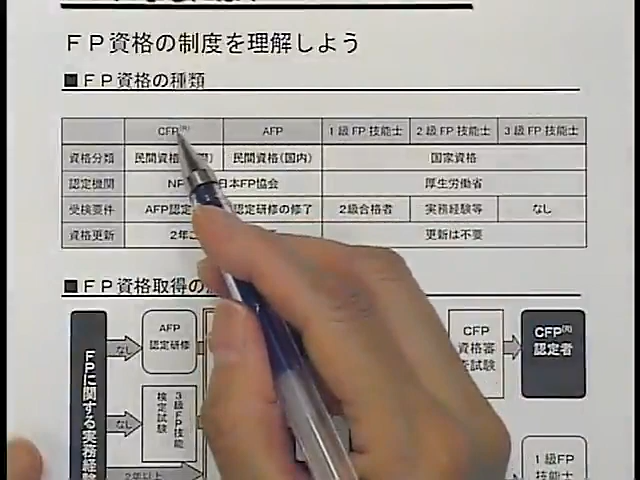 FP資格の制度を理解しよう
■FP資格の種類
CFP(R) AFP 1級FP技能士 2級FP技能士 3級FP技能士
資格分類 民間資格 民間資格(国内) 国家資格
認定機関 NP 日本FP協会 厚生労働省
受検要件 AFP認定 認定研修の修了 2級合格者 実務経験等 なし
資格更新 2年ご 更新は不要
■FP資格取得の
FPに関する実務経験
なし
AFP
認定研修
CFP
資格審
試験
CFP(R)
認定者
なし
3級FP技能
検定試験
2年以上
1級FP
技能士